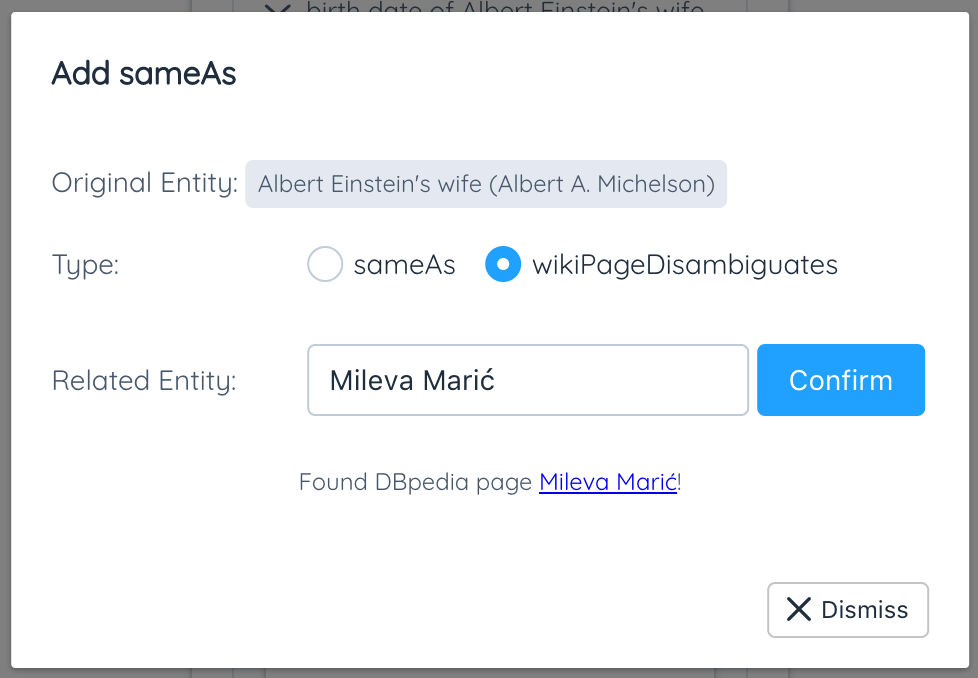 birth date of Albert Einstein's wife
Add sameAs
Original Entity: Albert Einstein's wife (Albert A. Michelson)
Type: sameAs wikiPageDisambiguates
Related Entity: Mileva Marić Confirm
Found DBpedia page Mileva Marić!
Dismiss